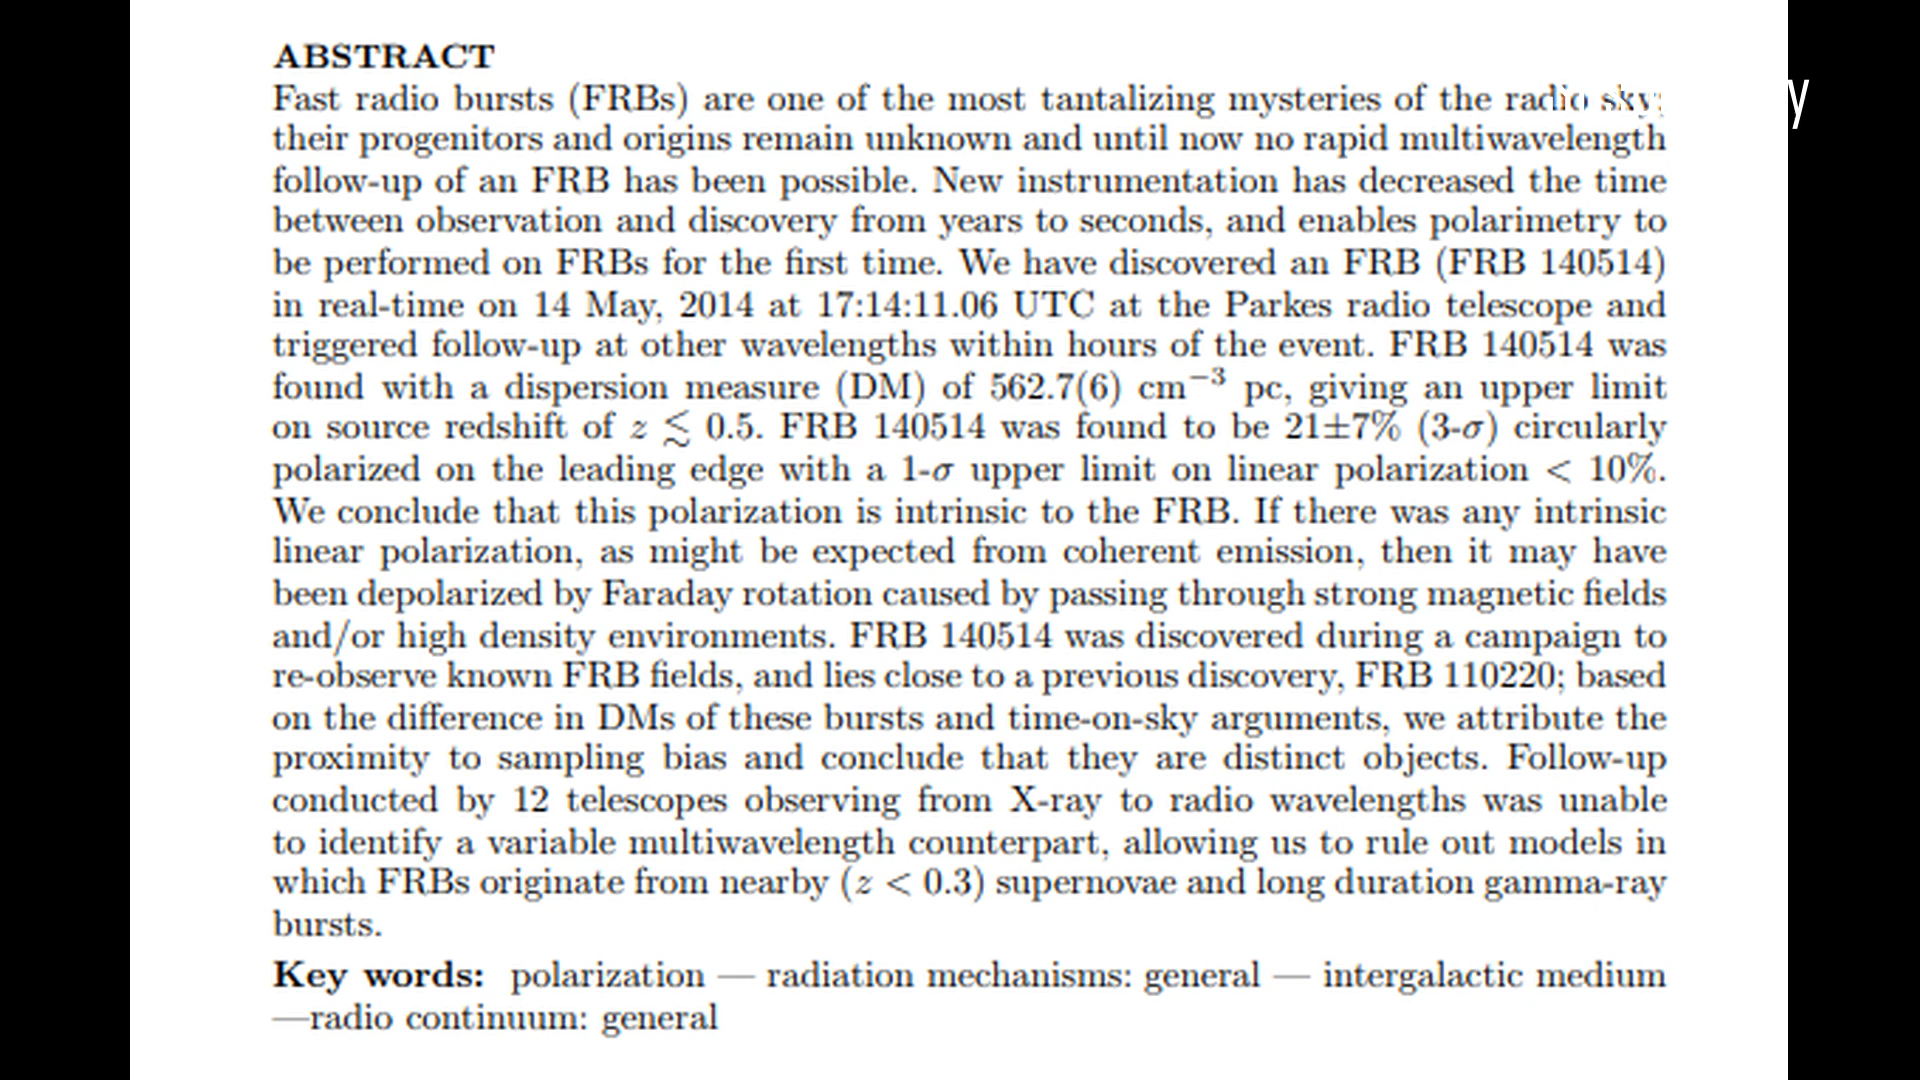 ABSTRACT
Fast radio bursts (FRBs) are one of the most tantalizing mysteries of the radio sky;
their progenitors and origins remain unknown and until now no rapid multiwavelength
follow-up of an FRB has been possible. New instrumentation has decreased the time
between observation and discovery from years to seconds, and enables polarimetry to
be performed on FRBs for the first time. We have discovered an FRB (FRB 140514)
in real-time on 14 May, 2014 at 17:14:11.06 UTC at the Parkes radio telescope and
triggered follow-up at other wavelengths within hours of the event. FRB 140514 was
found with a dispersion measure (DM) of 562.7(6) cm⁻³ pc, giving an upper limit
on source redshift of z ≲ 0.5. FRB 140514 was found to be 21±7% (3-σ) circularly
polarized on the leading edge with a 1-σ upper limit on linear polarization < 10%.
We conclude that this polarization is intrinsic to the FRB. If there was any intrinsic
linear polarization, as might be expected from coherent emission, then it may have
been depolarized by Faraday rotation caused by passing through strong magnetic fields
and/or high density environments. FRB 140514 was discovered during a campaign to
re-observe known FRB fields, and lies close to a previous discovery, FRB 110220; based
on the difference in DMs of these bursts and time-on-sky arguments, we attribute the
proximity to sampling bias and conclude that they are distinct objects. Follow-up
conducted by 12 telescopes observing from X-ray to radio wavelengths was unable
to identify a variable multiwavelength counterpart, allowing us to rule out models in
which FRBs originate from nearby (z < 0.3) supernovae and long duration gamma-ray
bursts.
Key words: polarization — radiation mechanisms: general — intergalactic medium
—radio continuum: general